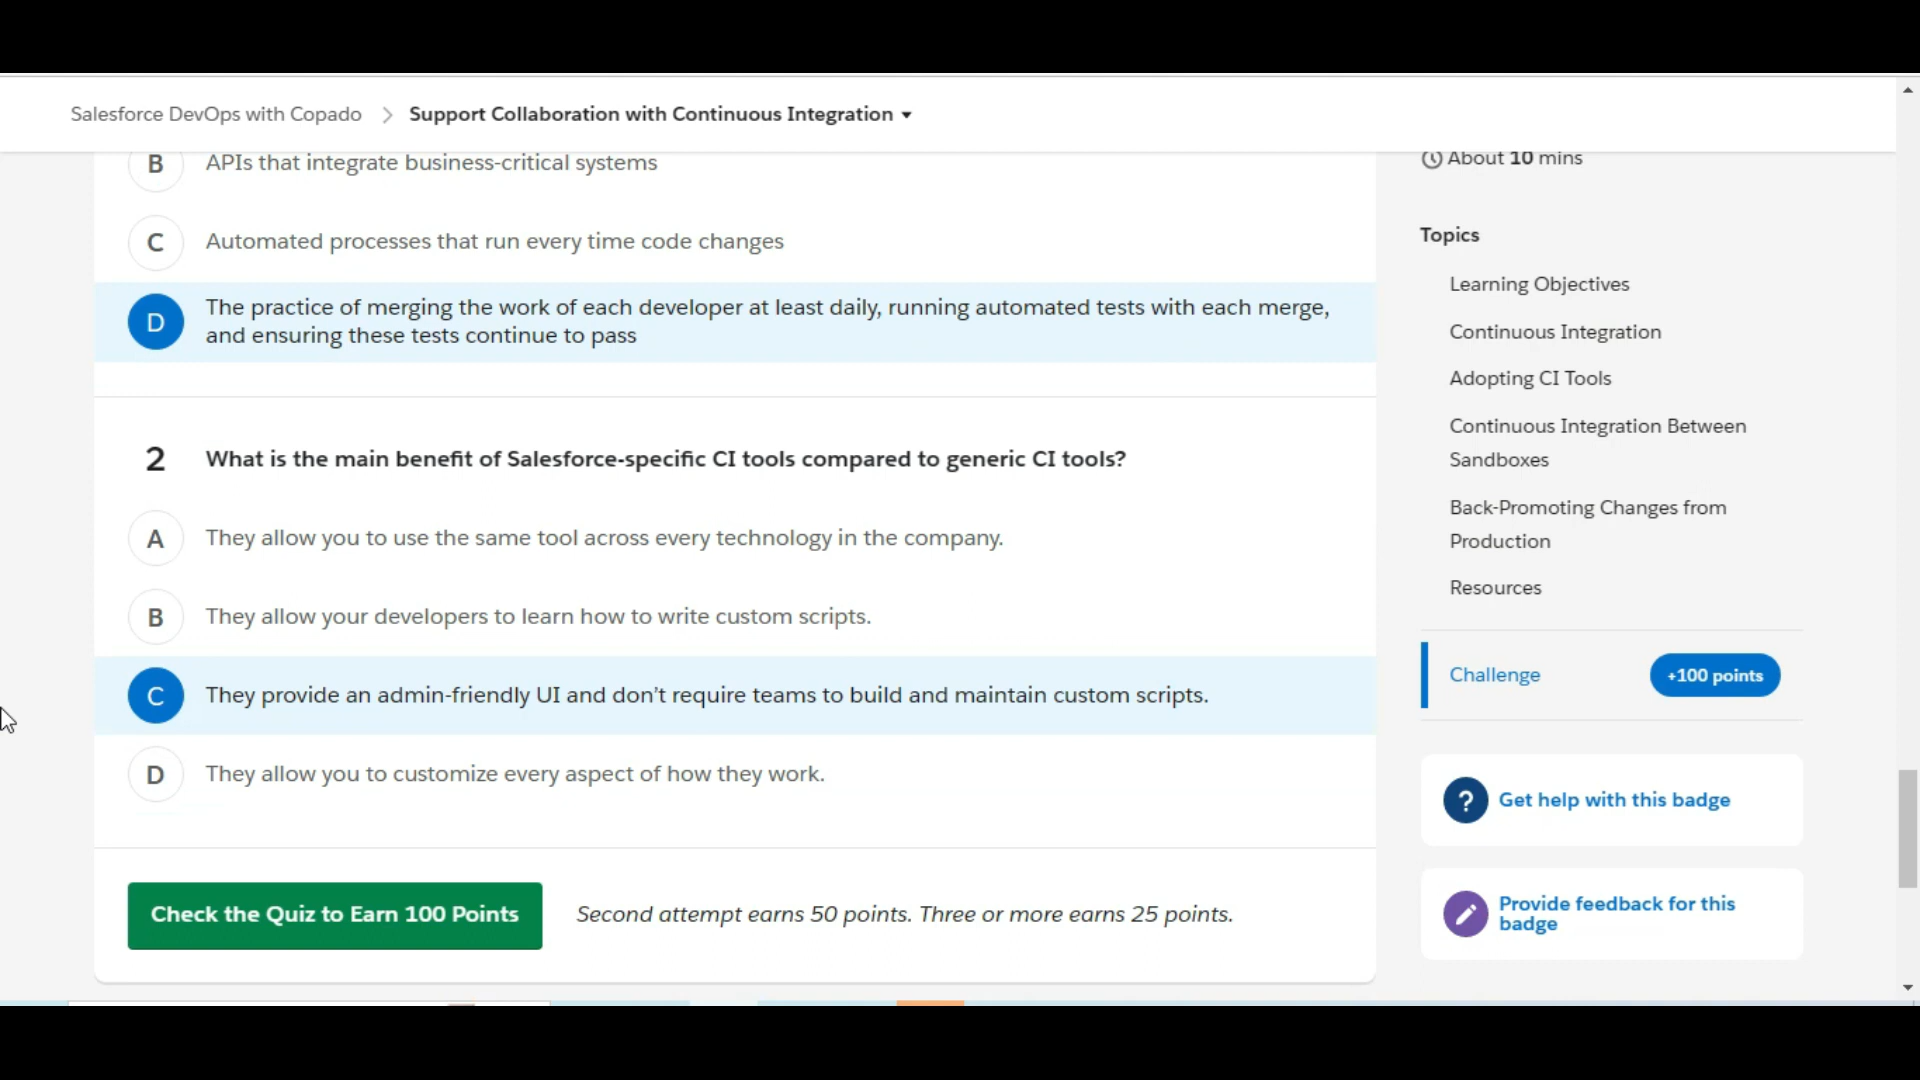 Salesforce DevOps with Copado
Support Collaboration with Continuous Integration
B
APIs that integrate business-critical systems
C
Automated processes that run every time code changes
D
The practice of merging the work of each developer at least daily, running automated tests with each merge,
and ensuring these tests continue to pass
2
What is the main benefit of Salesforce-specific CI tools compared to generic CI tools?
A
They allow you to use the same tool across every technology in the company.
B
They allow your developers to learn how to write custom scripts.
C
They provide an admin-friendly UI and don't require teams to build and maintain custom scripts.
D
They allow you to customize every aspect of how they work.
Check the Quiz to Earn 100 Points
Second attempt earns 50 points. Three or more earns 25 points.
About 10 mins
Topics
Learning Objectives
Continuous Integration
Adopting CI Tools
Continuous Integration Between
Sandboxes
Back-Promoting Changes from
Production
Resources
Challenge
+100 points
?
Get help with this badge
Provide feedback for this
badge